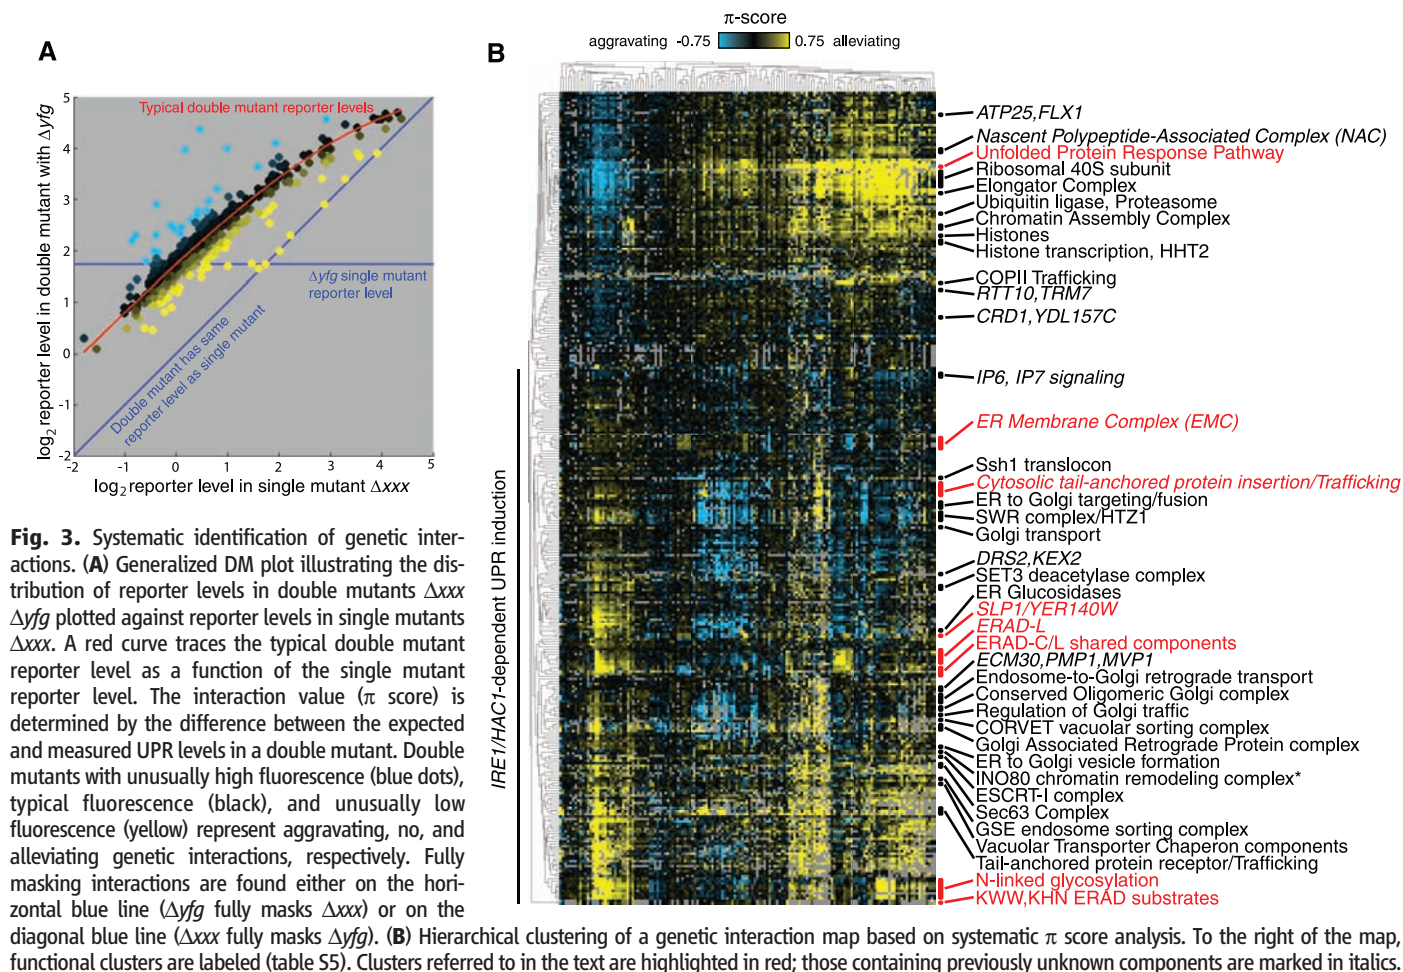 A
5
4
3
2
1
0
-1
-2
-2 -1 0 1 2 3 4 5
log2 reporter level in double mutant with Δyfg
log2 reporter level in single mutant Δxxx
Typical double mutant reporter levels
Δyfg single mutant
reporter level
Double mutant has same
reporter level as single mutant
Fig. 3. Systematic identification of genetic inter-
actions. (A) Generalized DM plot illustrating the dis-
tribution of reporter levels in double mutants Δxxx
Δyfg plotted against reporter levels in single mutants
Δxxx. A red curve traces the typical double mutant
reporter level as a function of the single mutant
reporter level. The interaction value (π score) is
determined by the difference between the expected
and measured UPR levels in a double mutant. Double
mutants with unusually high fluorescence (blue dots),
typical fluorescence (black), and unusually low
fluorescence (yellow) represent aggravating, no, and
alleviating genetic interactions, respectively. Fully
masking interactions are found either on the hori-
zontal blue line (Δyfg fully masks Δxxx) or on the
diagonal blue line (Δxxx fully masks Δyfg). (B) Hierarchical clustering of a genetic interaction map based on systematic π score analysis. To the right of the map,
functional clusters are labeled (table S5). Clusters referred to in the text are highlighted in red; those containing previously unknown components are marked in italics.
B
π-score
aggravating -0.75 0.75 alleviating
IRE1/HAC1-dependent UPR induction
ATP25,FLX1
Nascent Polypeptide-Associated Complex (NAC)
Unfolded Protein Response Pathway
Ribosomal 40S subunit
Elongator Complex
Ubiquitin ligase, Proteasome
Chromatin Assembly Complex
Histones
Histone transcription, HHT2
COPII Trafficking
RTT10,TRM7
CRD1,YDL157C
IP6, IP7 signaling
ER Membrane Complex (EMC)
Ssh1 translocon
Cytosolic tail-anchored protein insertion/Trafficking
ER to Golgi targeting/fusion
SWR complex/HTZ1
Golgi transport
DRS2,KEX2
SET3 deacetylase complex
ER Glucosidases
SLP1/YER140W
ERAD-L
ERAD-C/L shared components
ECM30,PMP1,MVP1
Endosome-to-Golgi retrograde transport
Conserved Oligomeric Golgi complex
Regulation of Golgi traffic
CORVET vacuolar sorting complex
Golgi Associated Retrograde Protein complex
ER to Golgi vesicle formation
INO80 chromatin remodeling complex*
ESCRT-I complex
Sec63 Complex
GSE endosome sorting complex
Vacuolar Transporter Chaperon components
Tail-anchored protein receptor/Trafficking
N-linked glycosylation
KWW,KHN ERAD substrates